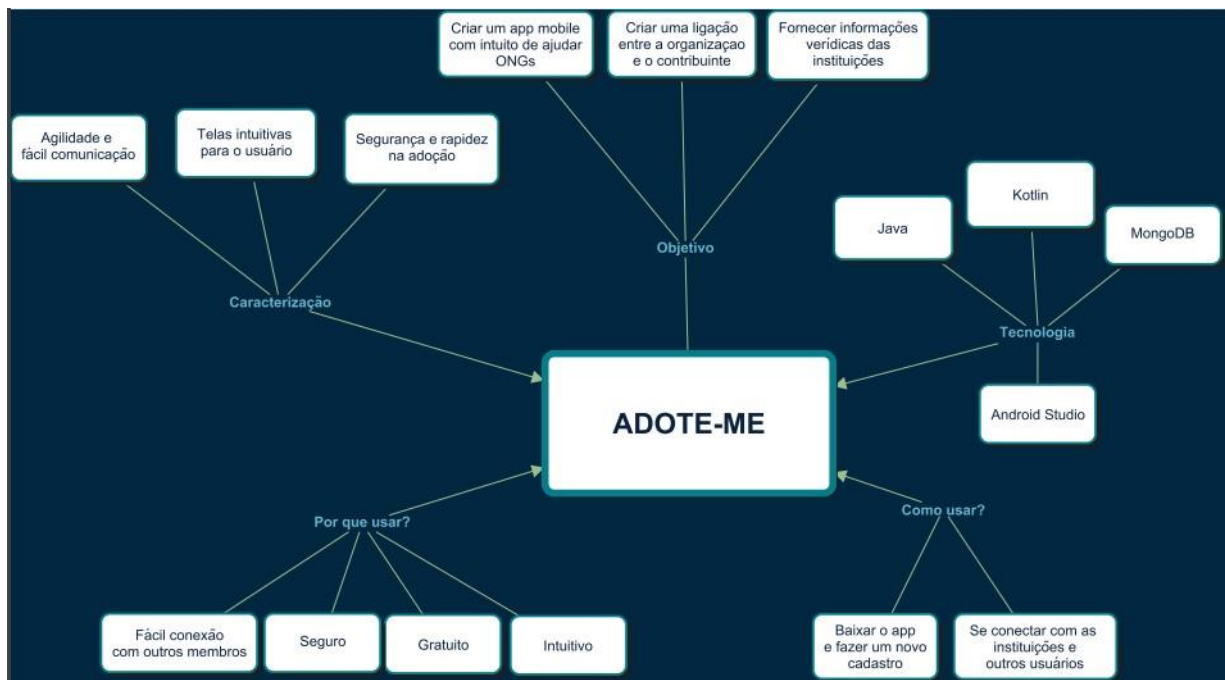 Criar um app mobile
com intuito de ajudar
ONGs
Criar uma ligação
entre a organizaçao
e o contribuinte
Fornecer informações
verídicas das
instituições
Agilidade e
fácil comunicação
Telas intuitivas
para o usuário
Segurança e rapidez
na adoção
Java
Kotlin
MongoDB
Objetivo
Caracterização
Tecnologia
ADOTE-ME
Android Studio
Por que usar?
Como usar?
Fácil conexão
com outros membros
Seguro
Gratuito
Intuitivo
Baixar o app
e fazer um novo
cadastro
Se conectar com as
instituições e
outros usuários